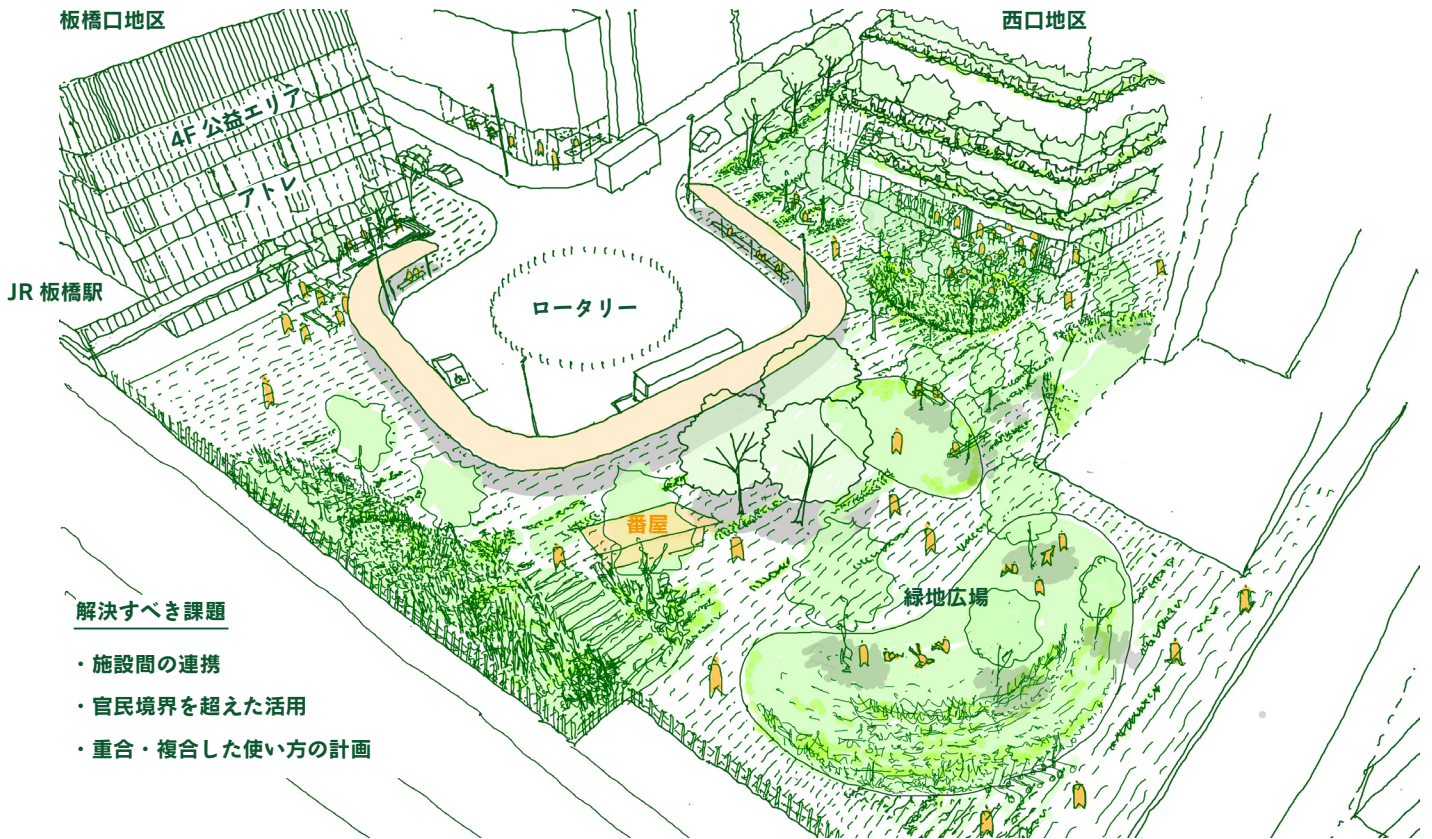 板橋口地区
西口地区
4F 公益エリア
アトレ
JR 板橋駅
ロータリー
番屋
緑地広場
解決すべき課題
・施設間の連携
・官民境界を超えた活用
・重合・複合した使い方の計画